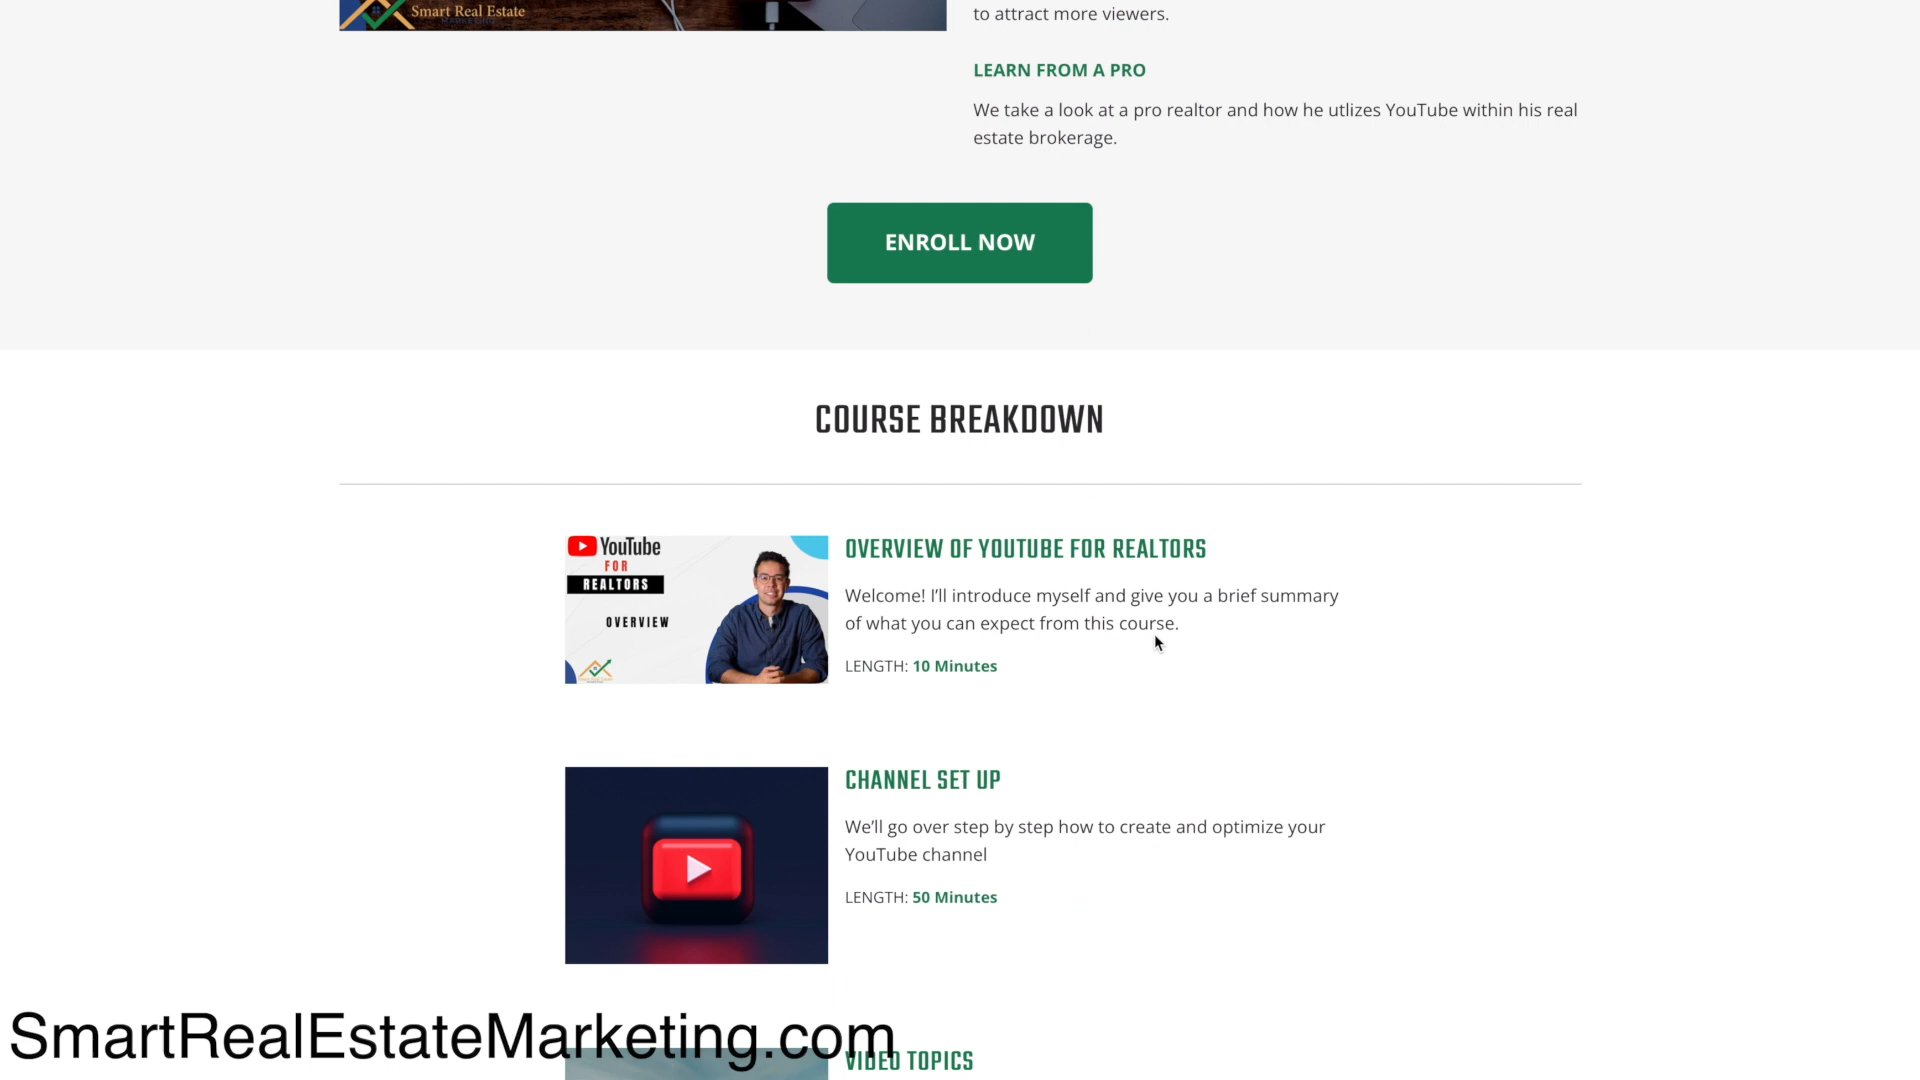 Smart Real Estate
MARKETING
to attract more viewers.
LEARN FROM A PRO
We take a look at a pro realtor and how he utlizes YouTube within his real
estate brokerage.
ENROLL NOW
COURSE BREAKDOWN
YouTube
FOR
REALTORS
OVERVIEW
OVERVIEW OF YOUTUBE FOR REALTORS
Welcome! I'll introduce myself and give you a brief summary
of what you can expect from this course.
LENGTH: 10 Minutes
CHANNEL SET UP
We'll go over step by step how to create and optimize your
YouTube channel
LENGTH: 50 Minutes
SmartRealEstateMarketing.com
VIDEO TOPICS